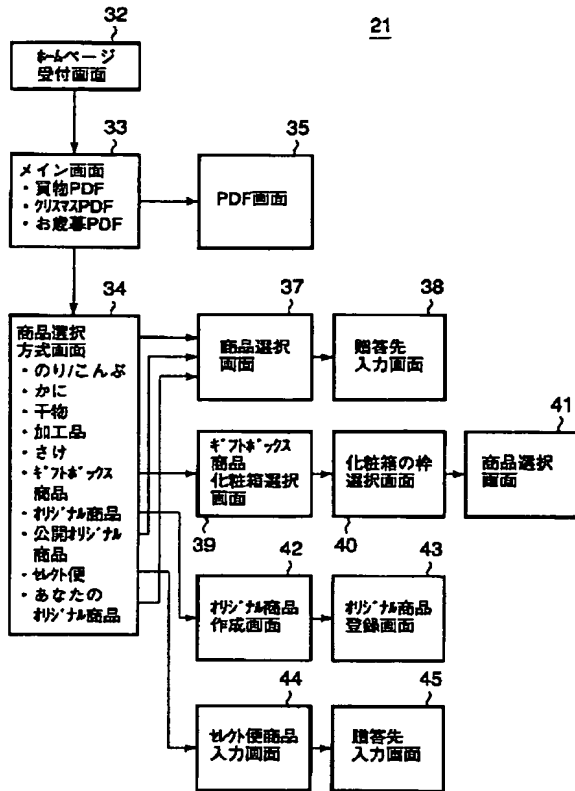 32
21
ﾎｰﾑﾍﾟｰｼﾞ
受付画面
33
35
メイン画面
・買物PDF
・ｸﾘｽﾏｽPDF
・お歳暮PDF
PDF画面
34
37
38
商品選択
方式画面
・のり/こんぶ
・かに
・干物
・加工品
・さけ
・ｷﾞﾌﾄﾎﾞｯｸｽ
商品
・ｵﾘｼﾞﾅﾙ商品
・公開ｵﾘｼﾞﾅﾙ
商品
・ｾﾚｸﾄ便
・あなたの
ｵﾘｼﾞﾅﾙ商品
商品選択
画面
贈答先
入力画面
41
ｷﾞﾌﾄﾎﾞｯｸｽ
商品
化粧箱選択
画面
化粧箱の枠
選択画面
商品選択
画面
39
40
42
43
ｵﾘｼﾞﾅﾙ商品
作成画面
ｵﾘｼﾞﾅﾙ商品
登録画面
44
45
ｾﾚｸﾄ便商品
入力画面
贈答先
入力画面